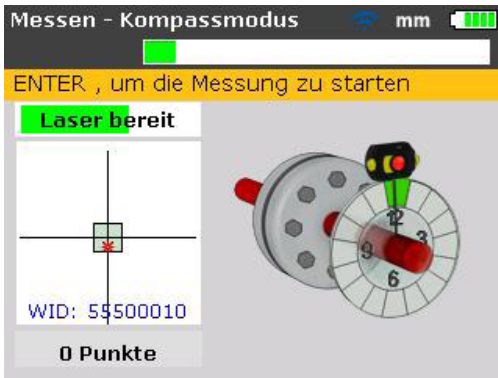 Messen - Kompassmodus mm
ENTER , um die Messung zu starten
Laser bereit
WID: 55500010
0 Punkte
12
3
6
9